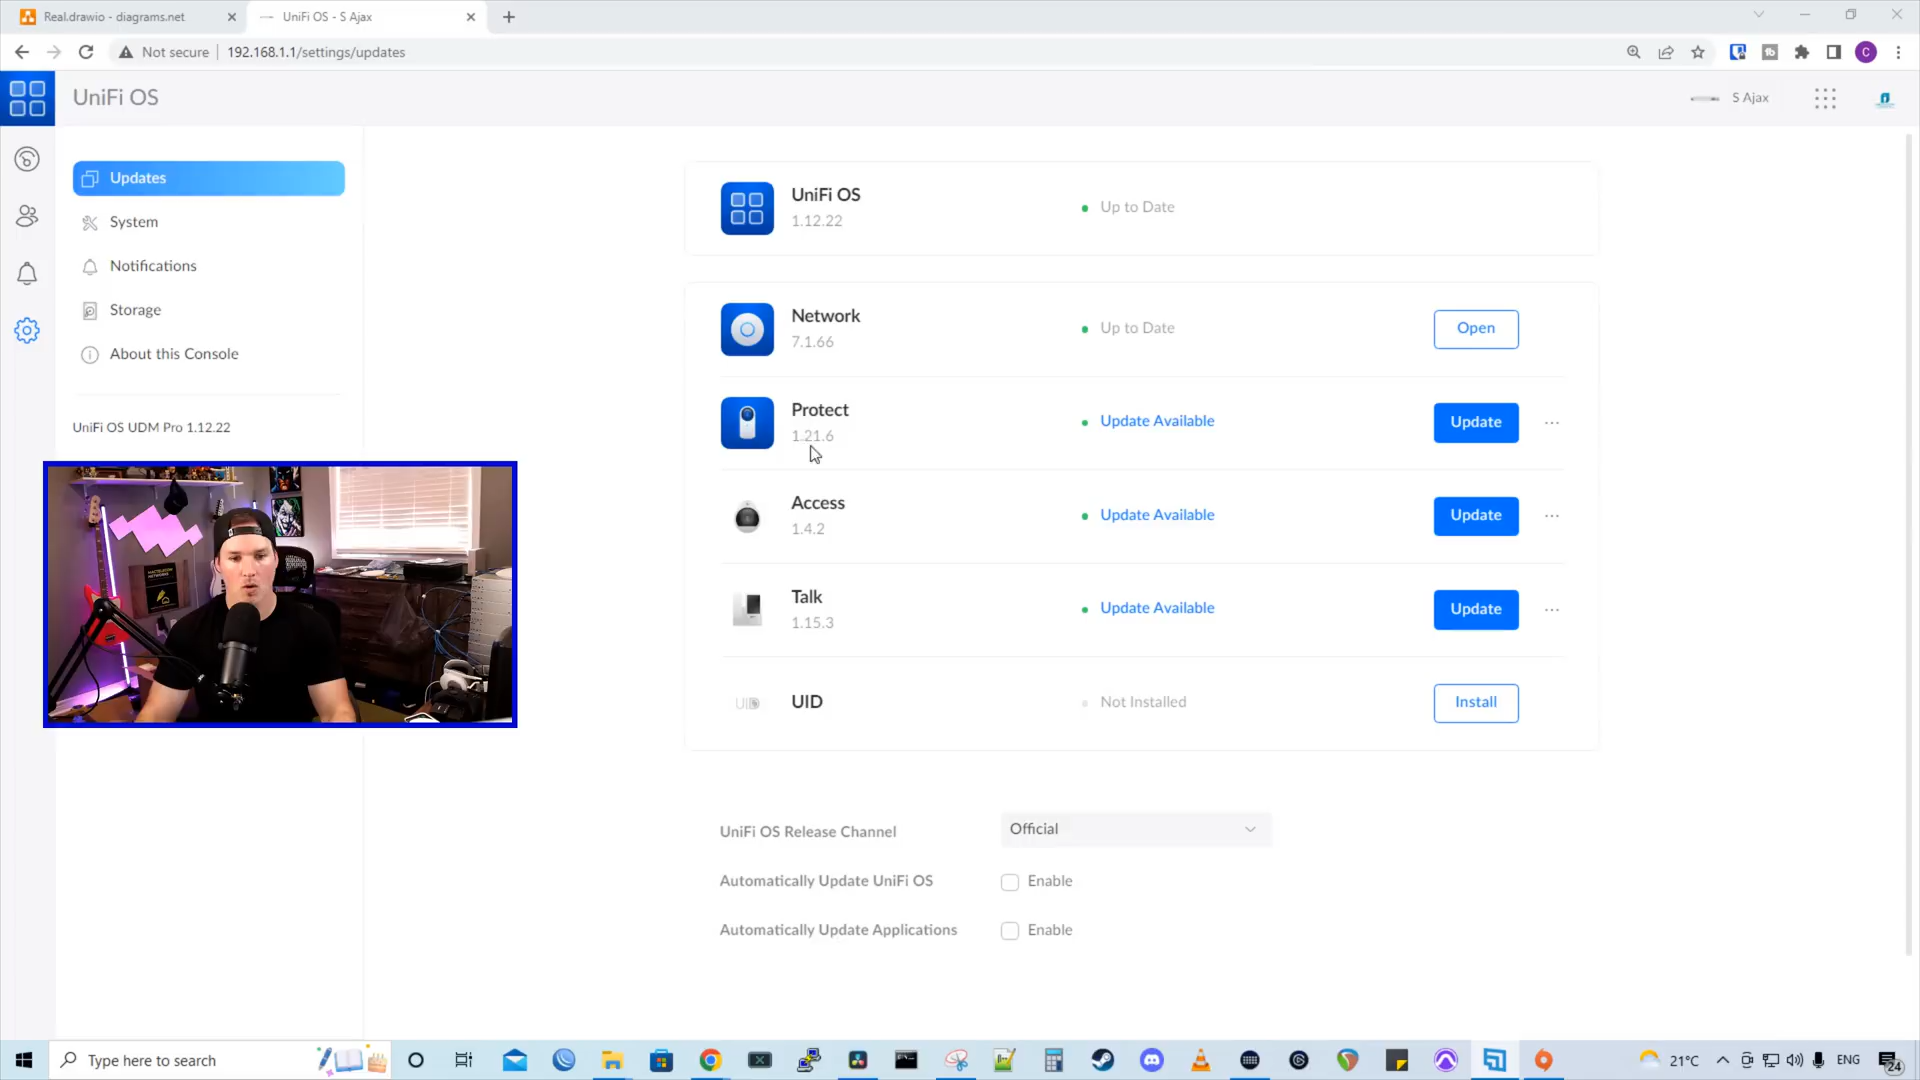 Real.drawio - diagrams.net
UniFi OS - S Ajax
Not secure
192.168.1.1/settings/updates
UniFi OS
S Ajax
Updates
System
Notifications
Storage
About this Console
UniFi OS UDM Pro 1.12.22
UniFi OS
1.12.22
Up to Date
Network
7.1.66
Up to Date
Open
Protect
1.21.6
Update Available
Update
Access
1.4.2
Update Available
Update
Talk
1.15.3
Update Available
Update
UID
UID
Not Installed
Install
UniFi OS Release Channel
Official
Automatically Update UniFi OS
Enable
Automatically Update Applications
Enable
MACTELECOM
NETWORKS
Type here to search
21°C
ENG
24